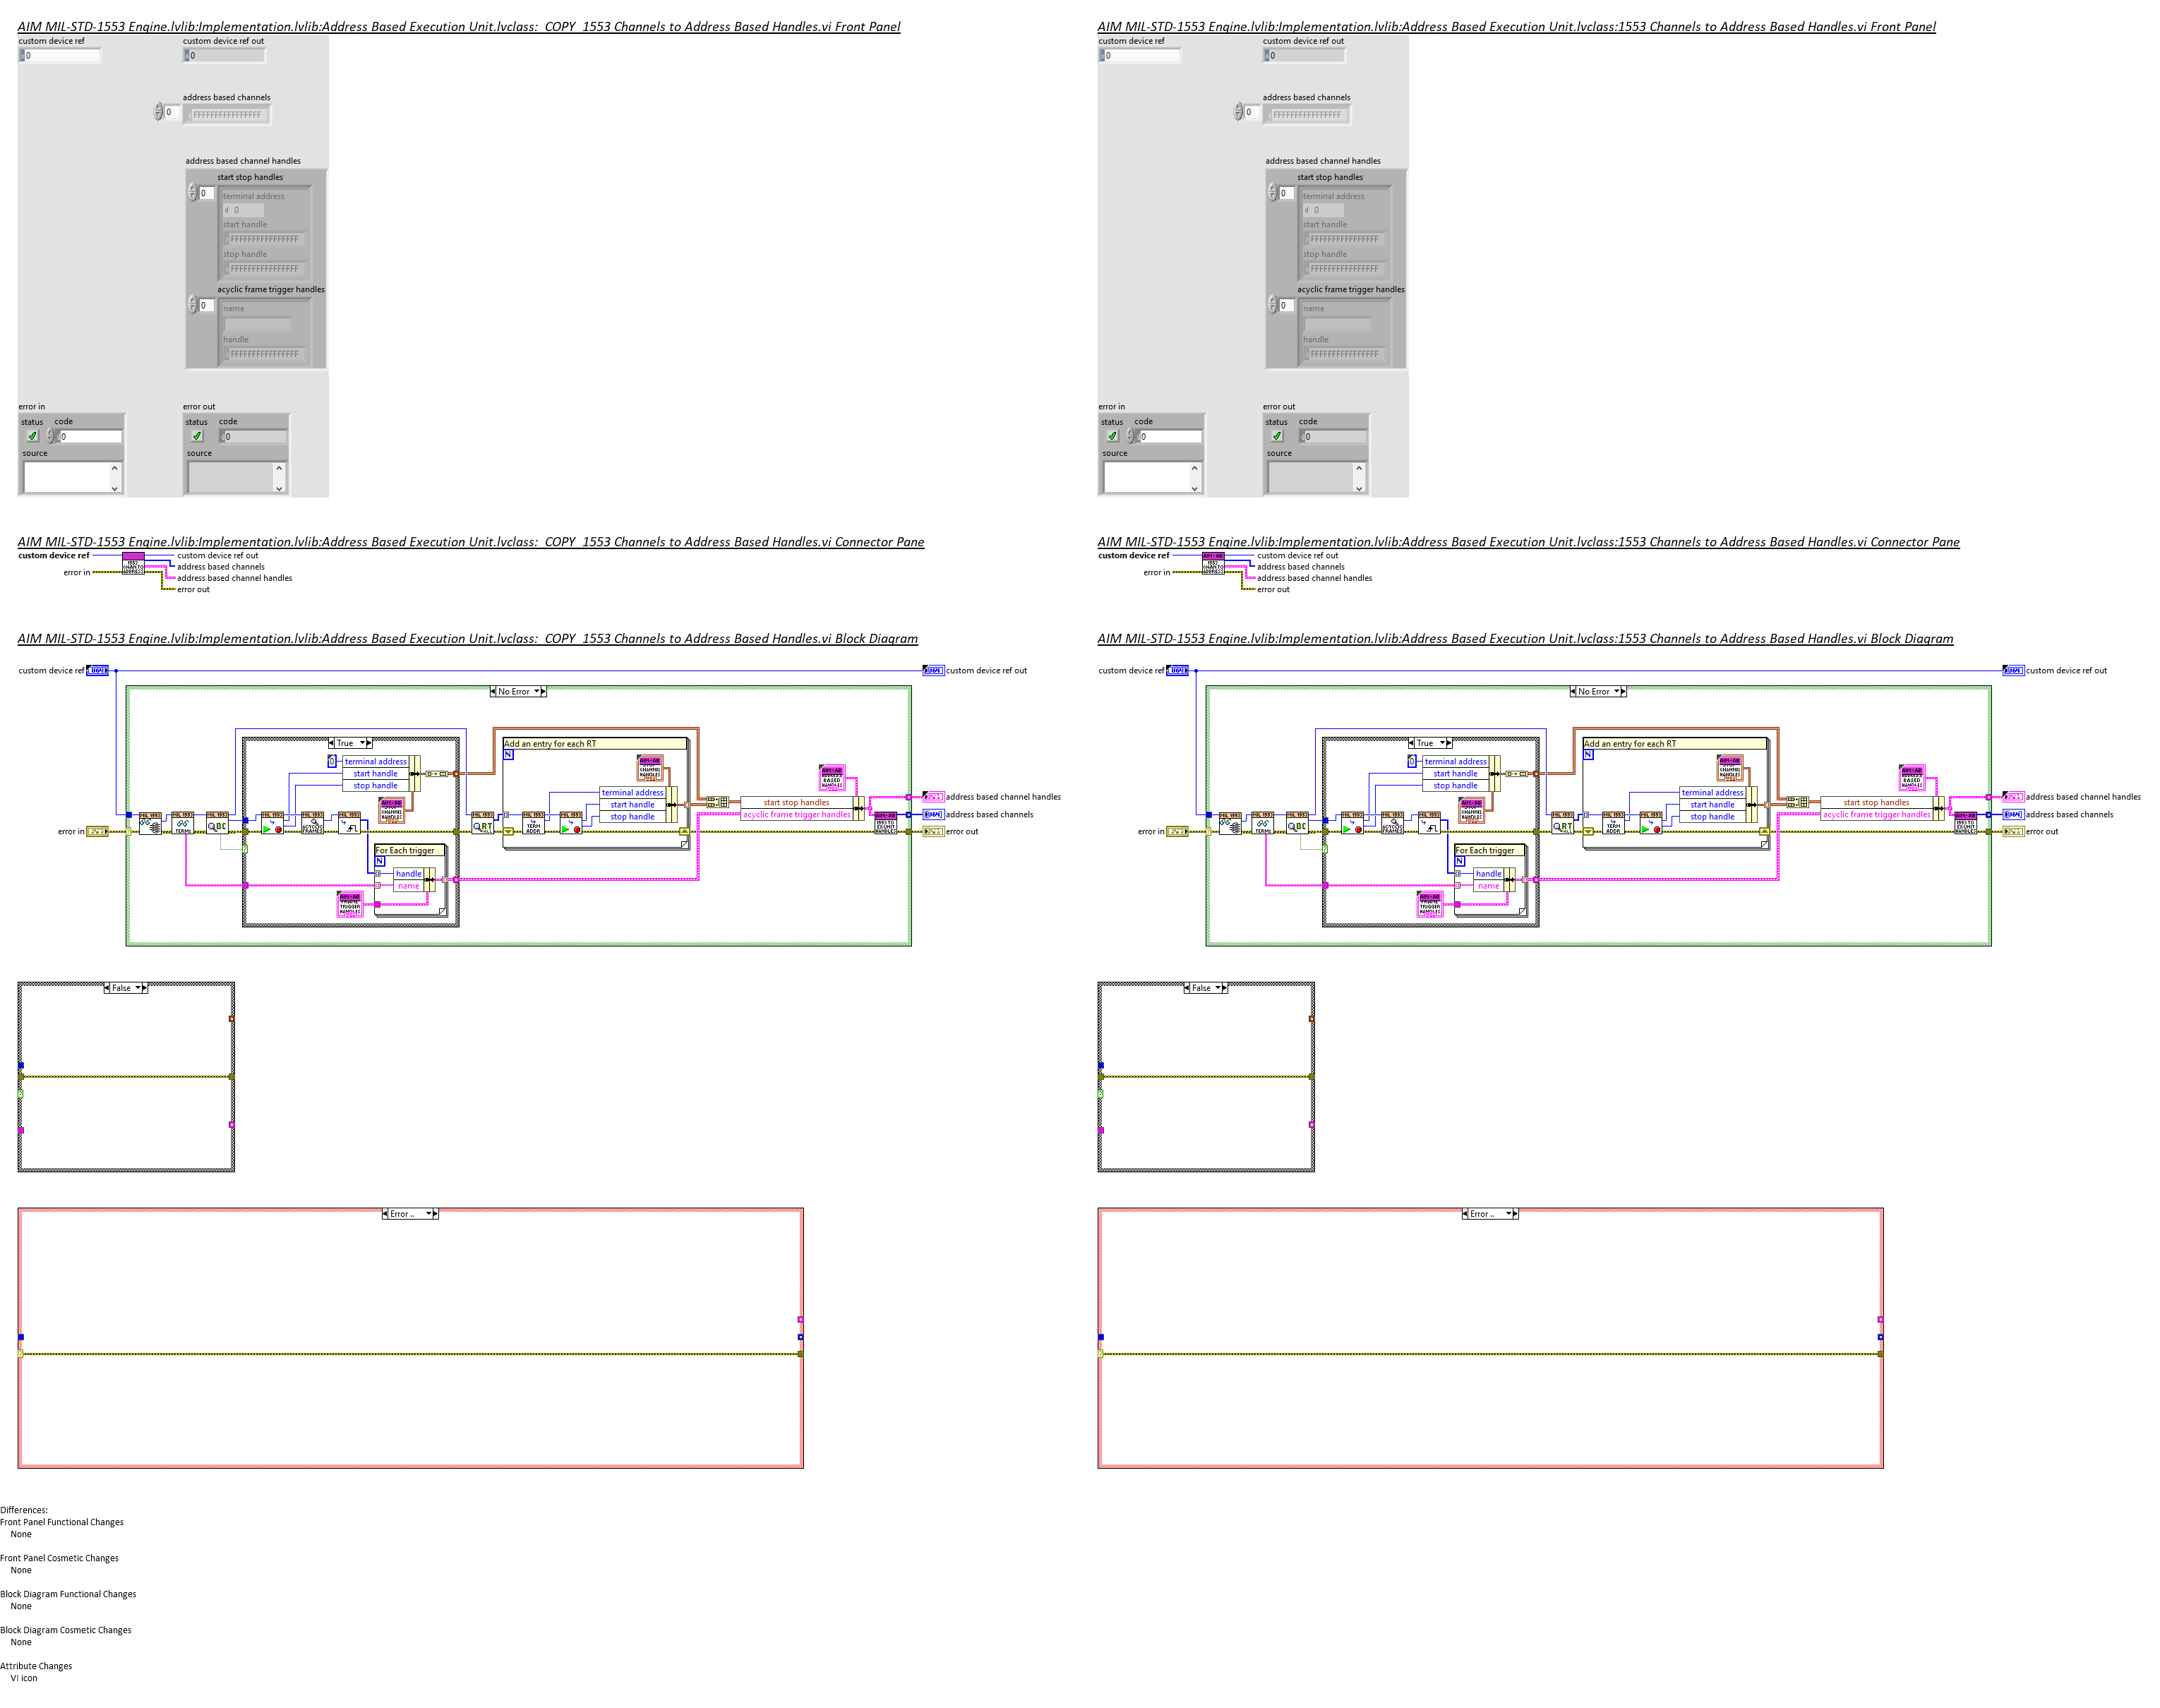 AIM MIL-STD-1553 Engine.lvlib:Implementation.lvlib:Address Based Execution Unit.lvclass:_COPY_1553 Channels to Address Based Handles.vi Front Panel
custom device ref
custom device ref out
0
0
address based channels
0
FFFFFFFFFFFFFFFF
address based channel handles
start stop handles
0
terminal address
d 0
start handle
FFFFFFFFFFFFFFFF
stop handle
FFFFFFFFFFFFFFFF
acyclic frame trigger handles
0
name
handle
FFFFFFFFFFFFFFFF
error in
error out
status code
status code
0
0
source
source
AIM MIL-STD-1553 Engine.lvlib:Implementation.lvlib:Address Based Execution Unit.lvclass:_COPY_1553 Channels to Address Based Handles.vi Connector Pane
custom device ref
custom device ref out
address based channels
error in
address based channel handles
error out
AIM MIL-STD-1553 Engine.lvlib:Implementation.lvlib:Address Based Execution Unit.lvclass:_COPY_1553 Channels to Address Based Handles.vi Block Diagram
custom device ref
custom device ref out
No Error
True
Add an entry for each RT
N
0
terminal address
start handle
stop handle
terminal address
start handle
stop handle
start stop handles
acyclic frame trigger handles
address based channel handles
address based channels
error in
error out
For Each trigger
N
handle
name
False
Error ..
AIM MIL-STD-1553 Engine.lvlib:Implementation.lvlib:Address Based Execution Unit.lvclass:1553 Channels to Address Based Handles.vi Front Panel
custom device ref
custom device ref out
0
0
address based channels
0
FFFFFFFFFFFFFFFF
address based channel handles
start stop handles
0
terminal address
d 0
start handle
FFFFFFFFFFFFFFFF
stop handle
FFFFFFFFFFFFFFFF
acyclic frame trigger handles
0
name
handle
FFFFFFFFFFFFFFFF
error in
error out
status code
status code
0
0
source
source
AIM MIL-STD-1553 Engine.lvlib:Implementation.lvlib:Address Based Execution Unit.lvclass:1553 Channels to Address Based Handles.vi Connector Pane
custom device ref
custom device ref out
address based channels
error in
address based channel handles
error out
AIM MIL-STD-1553 Engine.lvlib:Implementation.lvlib:Address Based Execution Unit.lvclass:1553 Channels to Address Based Handles.vi Block Diagram
custom device ref
custom device ref out
No Error
True
Add an entry for each RT
N
0
terminal address
start handle
stop handle
terminal address
start handle
stop handle
start stop handles
acyclic frame trigger handles
address based channel handles
address based channels
error in
error out
For Each trigger
N
handle
name
False
Error ..
Differences:
Front Panel Functional Changes
None
Front Panel Cosmetic Changes
None
Block Diagram Functional Changes
None
Block Diagram Cosmetic Changes
None
Attribute Changes
VI icon